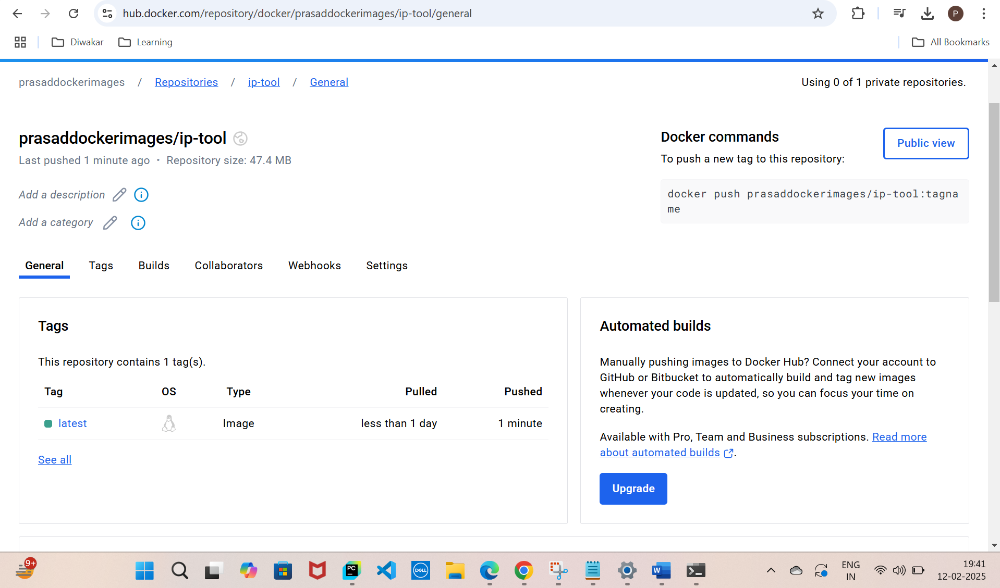 hub.docker.com/repository/docker/prasaddockerimages/ip-tool/general
P
Diwakar
Learning
All Bookmarks
prasaddockerimages / Repositories / ip-tool / General
Using 0 of 1 private repositories.
prasaddockerimages/ip-tool
Last pushed 1 minute ago • Repository size: 47.4 MB
Add a description
Add a category
Docker commands
Public view
To push a new tag to this repository:
docker push prasaddockerimages/ip-tool:tagna
me
General Tags Builds Collaborators Webhooks Settings
Tags
This repository contains 1 tag(s).
Tag OS Type Pulled Pushed
latest Image less than 1 day 1 minute
See all
Automated builds
Manually pushing images to Docker Hub? Connect your account to
GitHub or Bitbucket to automatically build and tag new images
whenever your code is updated, so you can focus your time on
creating.
Available with Pro, Team and Business subscriptions. Read more
about automated builds .
Upgrade
9+
PC
DELL
W
ENG
IN
19:41
12-02-2025